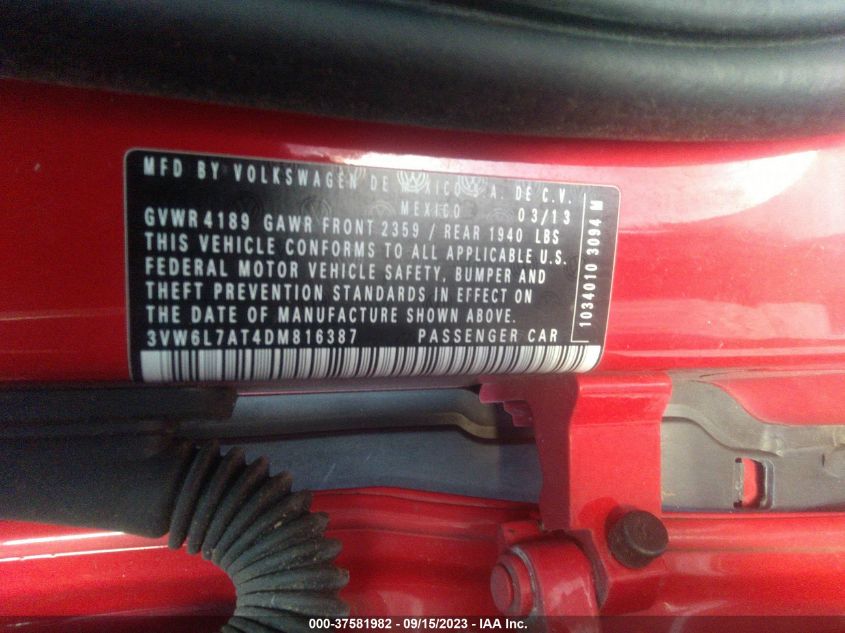 MFD BY VOLKSWAGEN DE MEXICO S.A. DE C.V.
MEXICO 03/13
GVWR 4189 GAWR FRONT 2359 / REAR 1940 LBS
THIS VEHICLE CONFORMS TO ALL APPLICABLE U.S.
FEDERAL MOTOR VEHICLE SAFETY, BUMPER AND
THEFT PREVENTION STANDARDS IN EFFECT ON
THE DATE OF MANUFACTURE SHOWN ABOVE.
3VW6L7AT4DM816387 PASSENGER CAR
1034010 3094 M
000-37581982 - 09/15/2023 - IAA Inc.